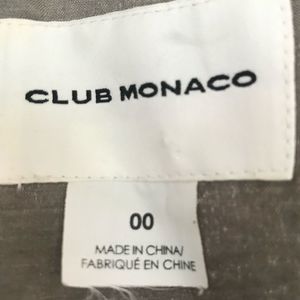 CLUB MONACO
00
MADE IN CHINA/
FABRIQUÉ EN CHINE